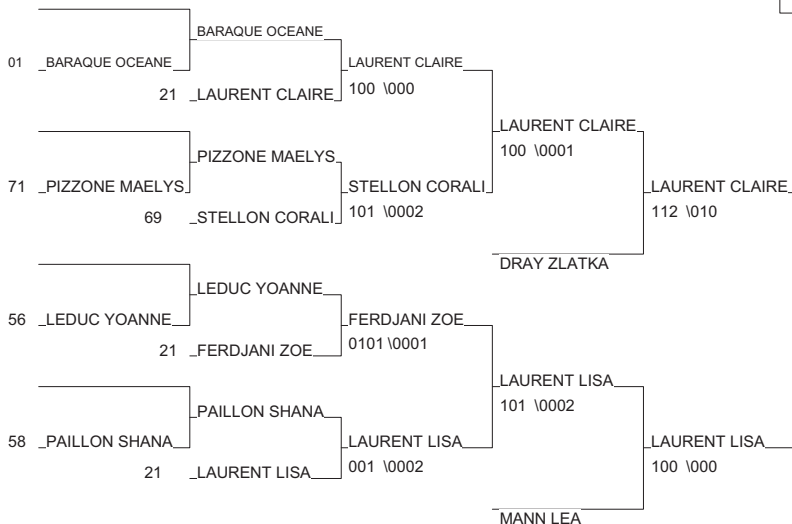 BARAQUE OCEANE
01 BARAQUE OCEANE LAURENT CLAIRE
21 LAURENT CLAIRE 100 \000
LAURENT CLAIRE
PIZZONE MAELYS 100 \0001
71 PIZZONE MAELYS STELLON CORALI LAURENT CLAIRE
69 STELLON CORALI 101 \0002 112 \010
DRAY ZLATKA
LEDUC YOANNE
56 LEDUC YOANNE FERDJANI ZOE
21 FERDJANI ZOE 0101 \0001
LAURENT LISA
PAILLON SHANA 101 \0002
58 PAILLON SHANA LAURENT LISA LAURENT LISA
21 LAURENT LISA 001 \0002 100 \000
MANN LEA